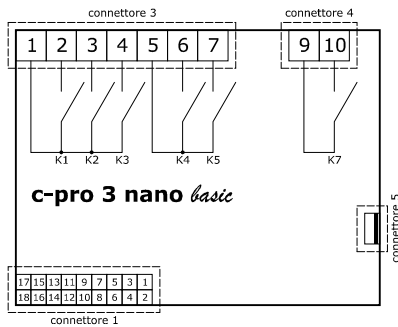 connettore 3 connettore 4
1 2 3 4 5 6 7 9 10
K1 K2 K3 K4 K5 K7
c-pro 3 nano basic
connettore 5
17 15 13 11 9 7 5 3 1
18 16 14 12 10 8 6 4 2
connettore 1